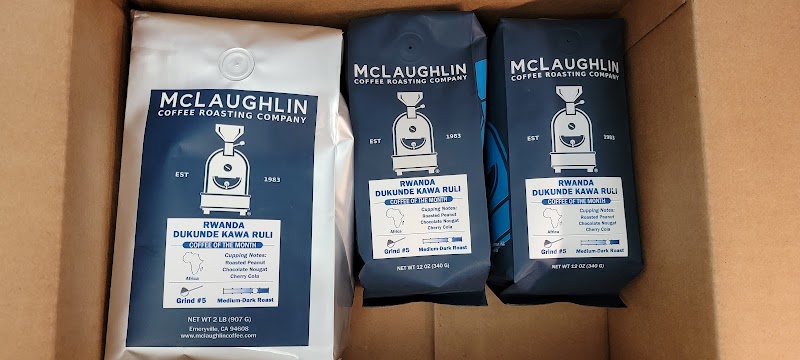 McLAUGHLIN
COFFEE ROASTING COMPANY
EST 1983
RWANDA
DUKUNDE KAWA RULI
COFFEE OF THE MONTH
Cupping Notes:
Roasted Peanut
Chocolate Nougat
Cherry Cola
Africa
Grind #5
Medium-Dark Roast
NET WT 2 LB (907 G)
Emeryville, CA 94608
www.mclaughlincoffee.com
McLAUGHLIN
COFFEE ROASTING COMPANY
EST 1983
RWANDA
DUKUNDE KAWA RULI
COFFEE OF THE MONTH
Cupping Notes:
Roasted Peanut
Chocolate Nougat
Cherry Cola
Africa
Grind #5
Medium-Dark Roast
NET WT 12 OZ (340 G)
McLAUGHLIN
COFFEE ROASTING COMPANY
EST 1983
RWANDA
DUKUNDE KAWA RULI
COFFEE OF THE MONTH
Cupping Notes:
Roasted Peanut
Chocolate Nougat
Cherry Cola
Africa
Grind #5
Medium-Dark Roast
NET WT 12 OZ (340 G)